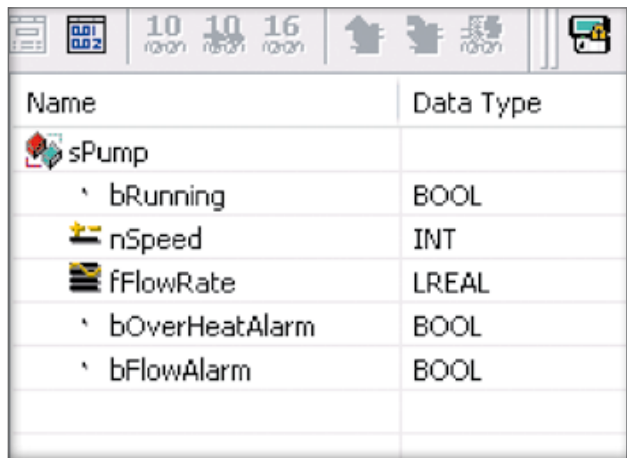 10 10 16
Name Data Type
sPump
bRunning BOOL
nSpeed INT
fFlowRate LREAL
bOverHeatAlarm BOOL
bFlowAlarm BOOL